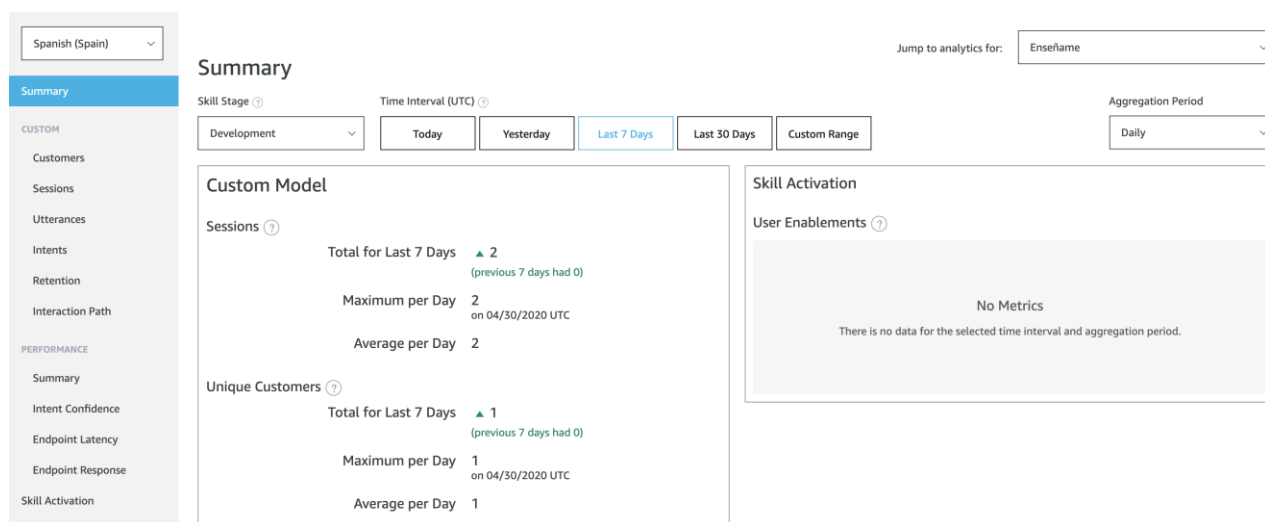 Spanish (Spain)
Summary
CUSTOM
Customers
Sessions
Utterances
Intents
Retention
Interaction Path
PERFORMANCE
Summary
Intent Confidence
Endpoint Latency
Endpoint Response
Skill Activation
Jump to analytics for: Enseñame
Summary
Skill Stage ? Time Interval (UTC) ? Aggregation Period
Development Today Yesterday Last 7 Days Last 30 Days Custom Range Daily
Custom Model
Sessions ?
Total for Last 7 Days ▲ 2
(previous 7 days had 0)
Maximum per Day 2
on 04/30/2020 UTC
Average per Day 2
Unique Customers ?
Total for Last 7 Days ▲ 1
(previous 7 days had 0)
Maximum per Day 1
on 04/30/2020 UTC
Average per Day 1
Skill Activation
User Enablements ?
No Metrics
There is no data for the selected time interval and aggregation period.